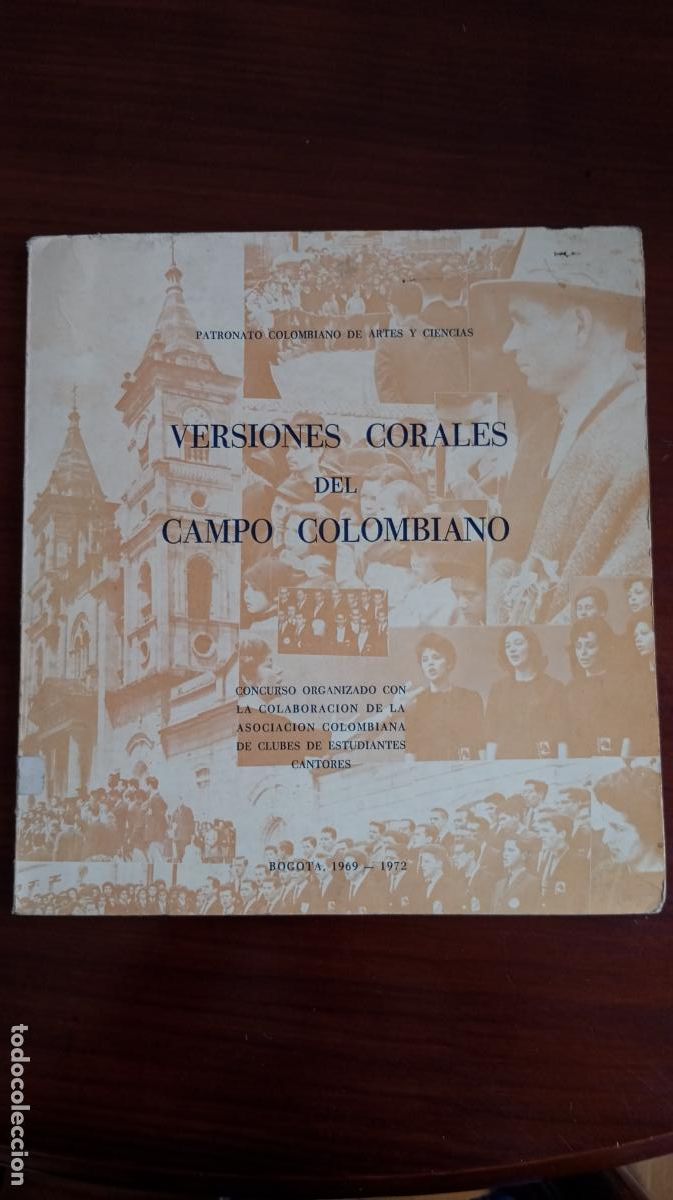 PATRONATO COLOMBIANO DE ARTES Y CIENCIAS
VERSIONES CORALES
DEL
CAMPO COLOMBIANO
CONCURSO ORGANIZADO CON
LA COLABORACION DE LA
ASOCIACION COLOMBIANA
DE CLUBES DE ESTUDIANTES
CANTORES
BOGOTA, 1969 — 1972
todocoleccion